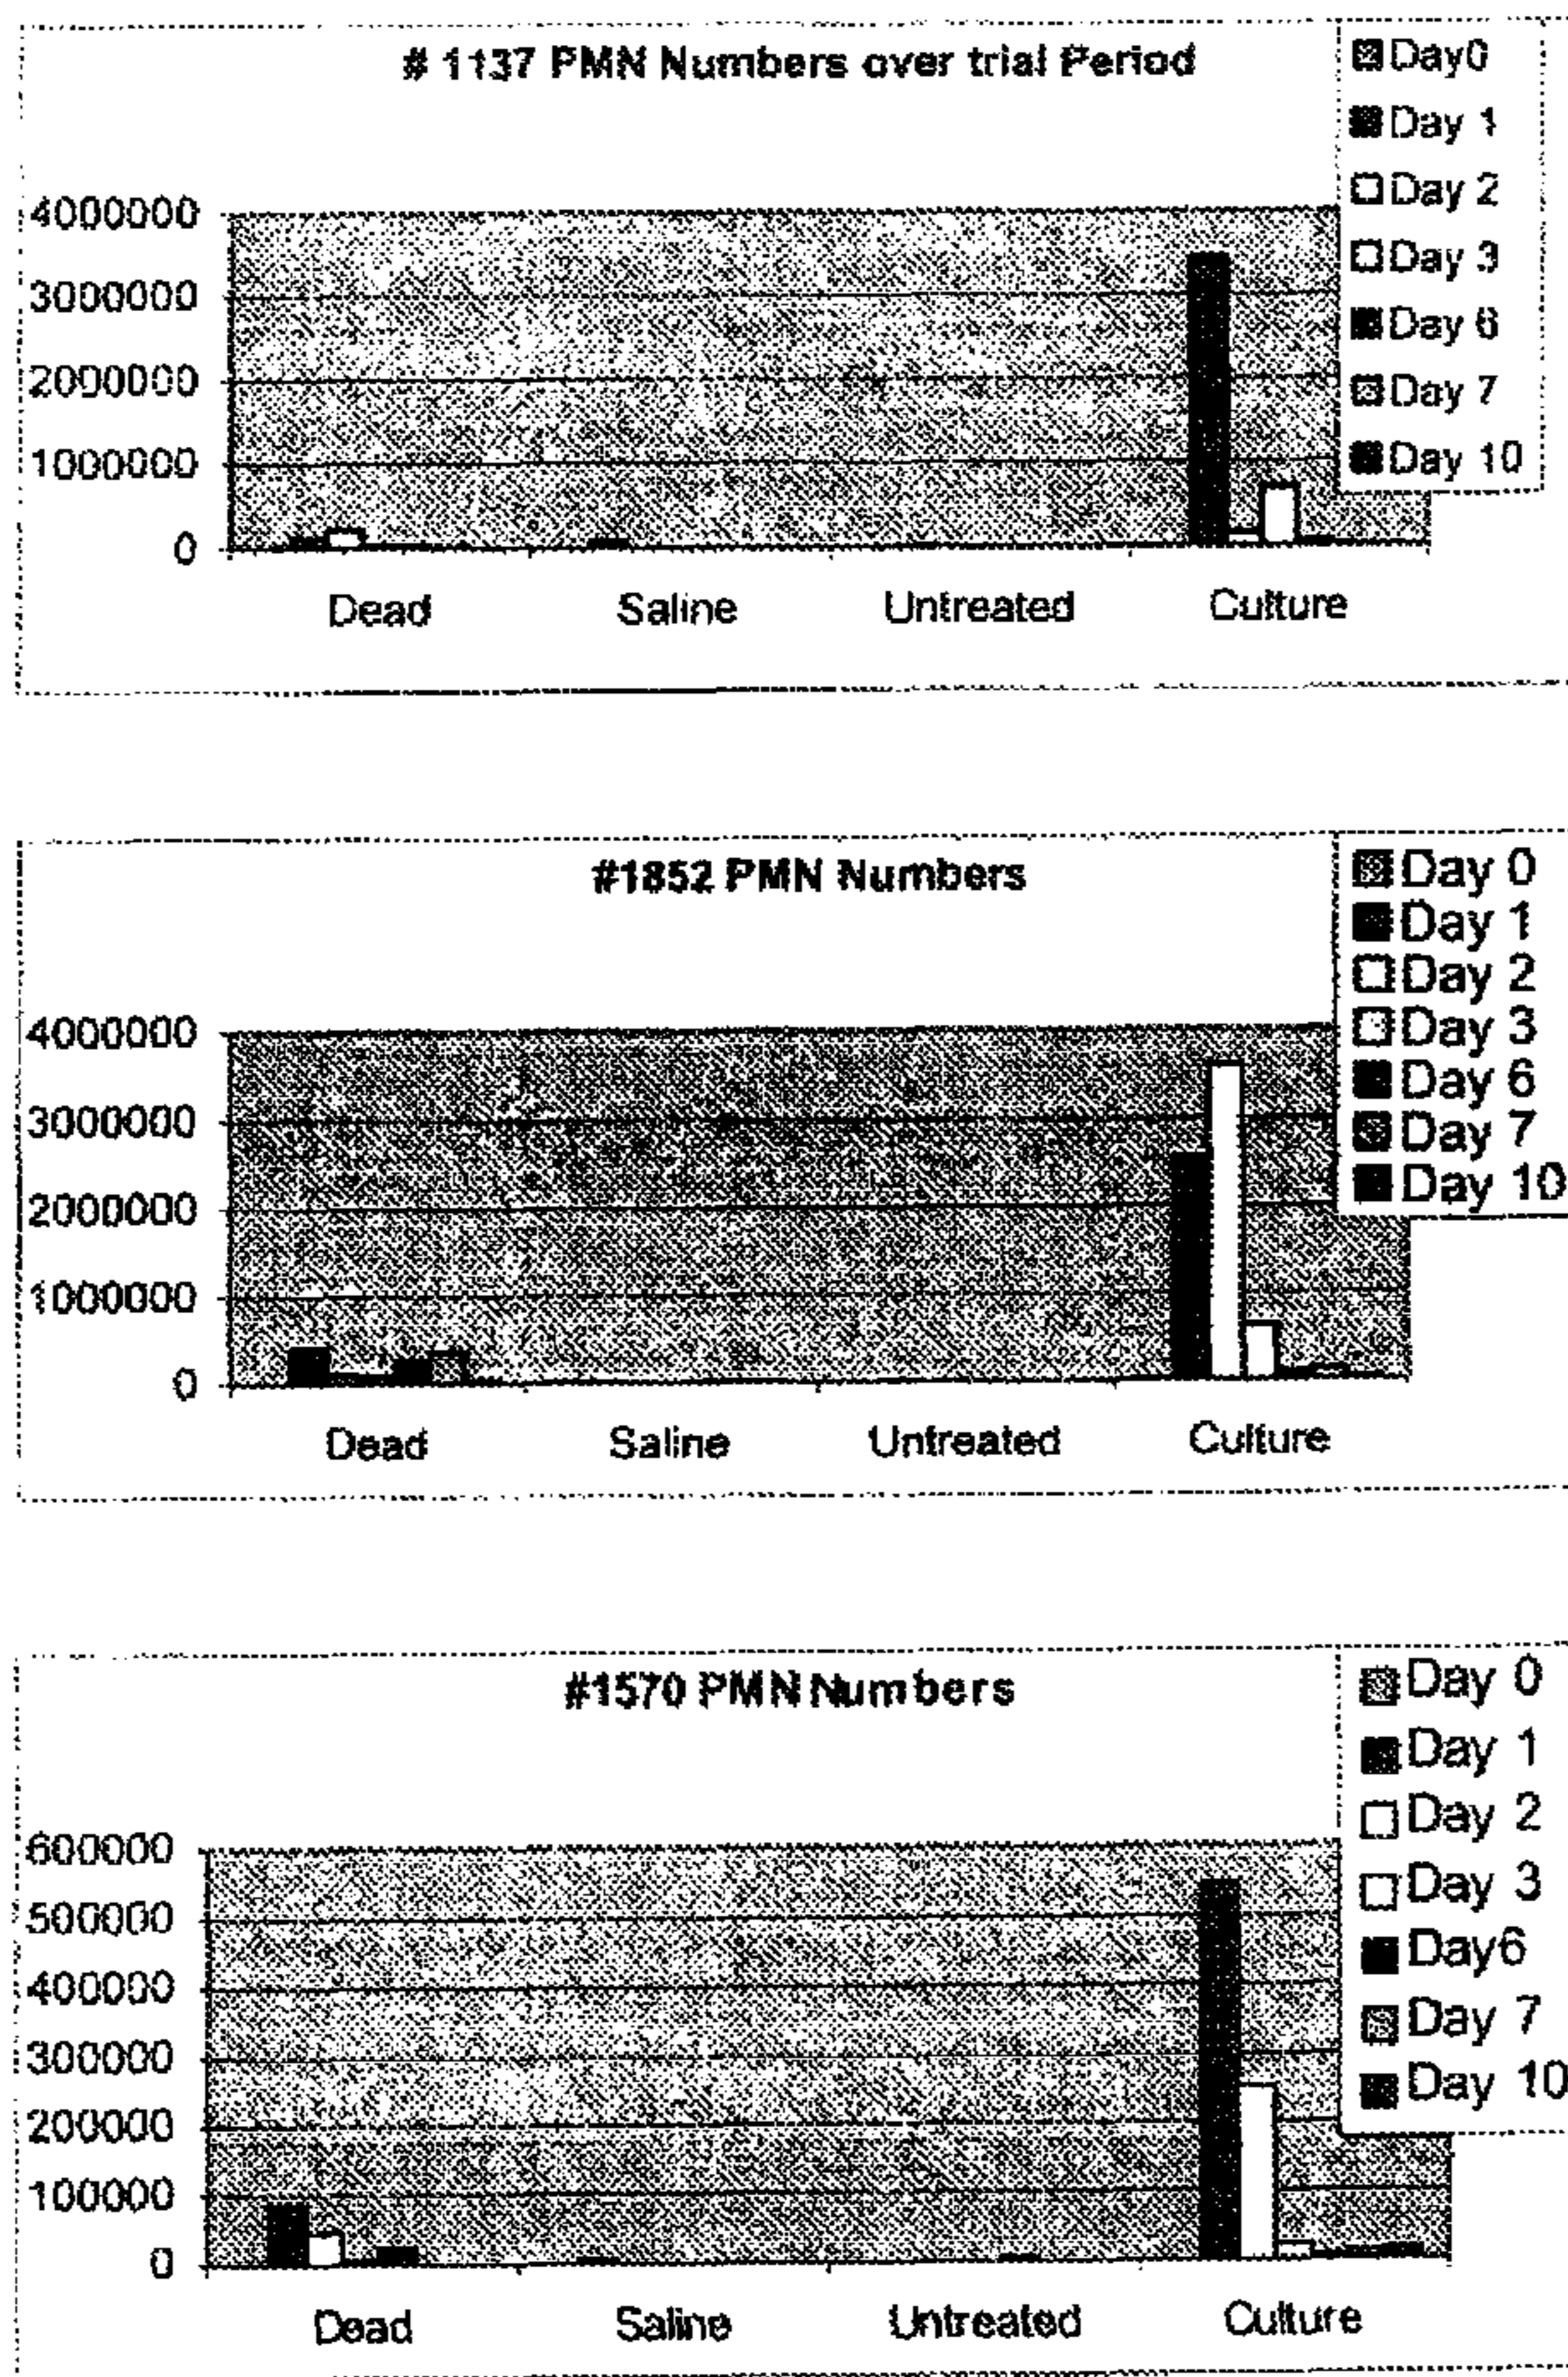 # 1137 PMN Numbers over trial Period
Day0
Day 1
Day 2
Day 3
Day 6
Day 7
Day 10
4000000
3000000
2000000
1000000
0
Dead Saline Untreated Culture
#1852 PMN Numbers
Day 0
Day 1
Day 2
Day 3
Day 6
Day 7
Day 10
4000000
3000000
2000000
1000000
0
Dead Saline Untreated Culture
#1570 PMN Numbers
Day 0
Day 1
Day 2
Day 3
Day6
Day 7
Day 10
600000
500000
400000
300000
200000
100000
0
Dead Saline Untreated Culture